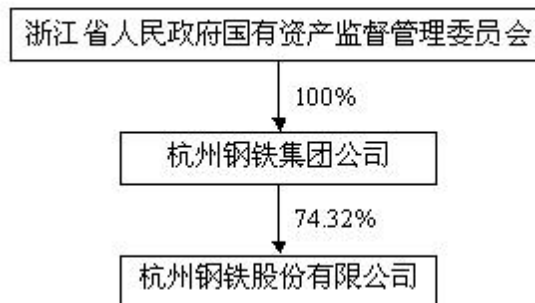 浙江省人民政府国有资产监督管理委员会
100%
杭州钢铁集团公司
74.32%
杭州钢铁股份有限公司